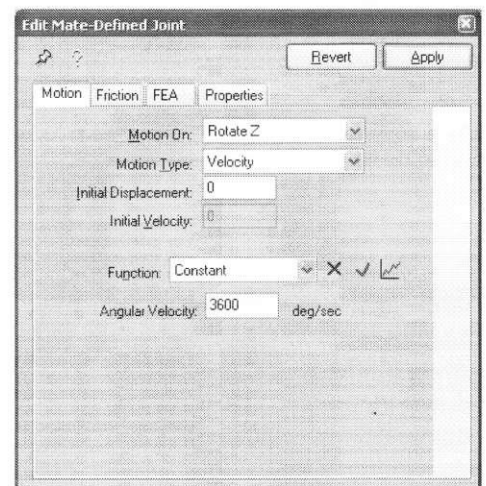 Edit Mate-Defined Joint
Revert Apply
Motion Friction FEA Properties
Motion On: Rotate Z
Motion Type: Velocity
Initial Displacement: 0
Initial Velocity: 0
Function: Constant
Angular Velocity: 3600 deg/sec